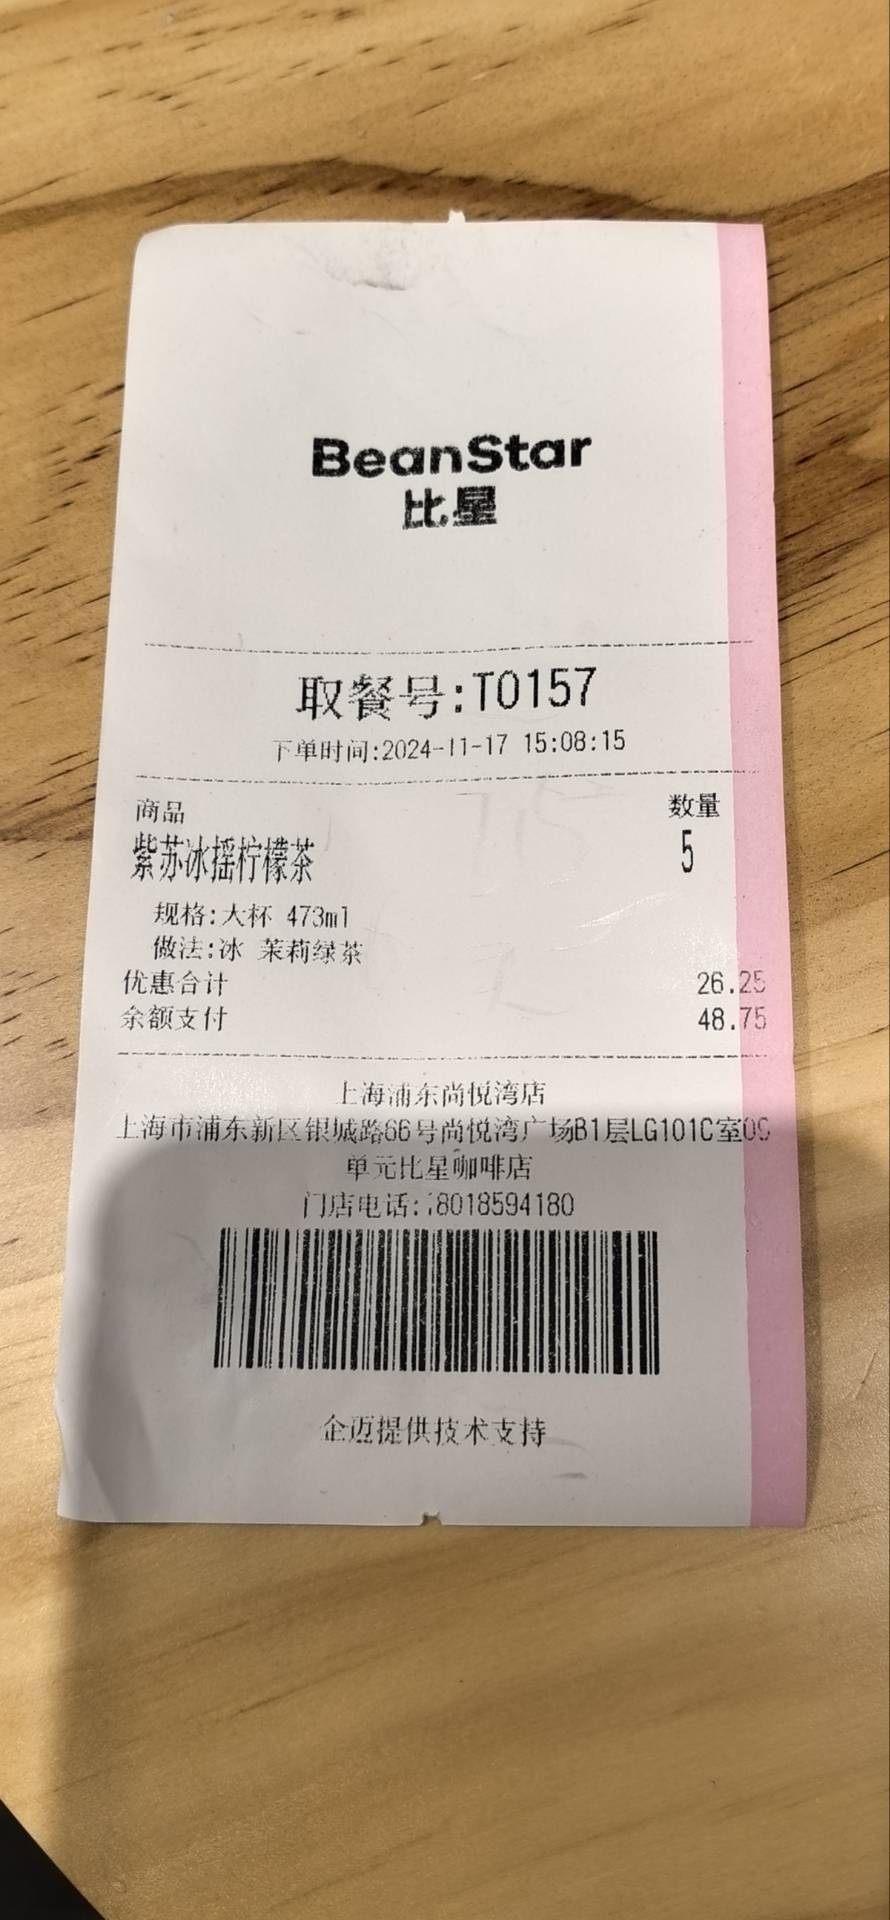 BeanStar
比星
取餐号:T0157
下单时间:2024-11-17 15:08:15
商品 数量
紫苏冰摇柠檬茶 5
规格:大杯 473ml
做法:冰 茉莉绿茶
优惠合计 26.25
余额支付 48.75
上海浦东尚悦湾店
上海市浦东新区银城路66号尚悦湾广场B1层LG101C室09
单元比星咖啡店
门店电话:18018594180
企迈提供技术支持